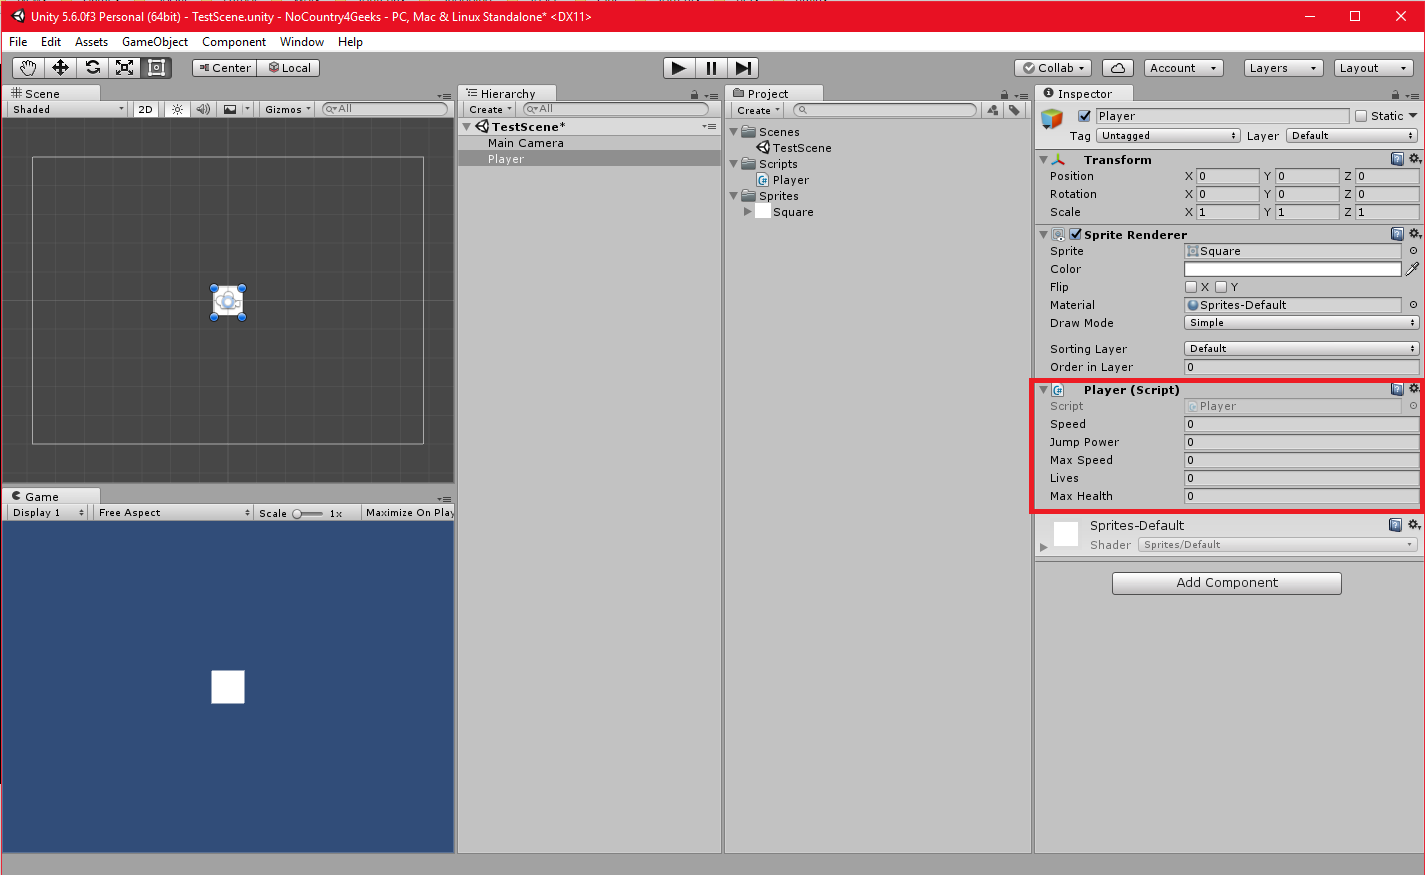 Unity 5.6.0f3 Personal (64bit) - TestScene.unity - NoCountry4Geeks - PC, Mac & Linux Standalone* <DX11>
File Edit Assets GameObject Component Window Help
Center Local Collab Account Layers Layout
Scene
Shaded 2D Gizmos All
Hierarchy
Create All
TestScene*
Main Camera
Player
Project
Create
Scenes
TestScene
Scripts
Player
Sprites
Square
Inspector
Player Static
Tag Untagged Layer Default
Transform
Position X 0 Y 0 Z 0
Rotation X 0 Y 0 Z 0
Scale X 1 Y 1 Z 1
Sprite Renderer
Sprite Square
Color
Flip X Y
Material Sprites-Default
Draw Mode Simple
Sorting Layer Default
Order in Layer 0
Player (Script)
Script Player
Speed 0
Jump Power 0
Max Speed 0
Lives 0
Max Health 0
Sprites-Default
Shader Sprites/Default
Add Component
Game
Display 1 Free Aspect Scale 1x Maximize On Play